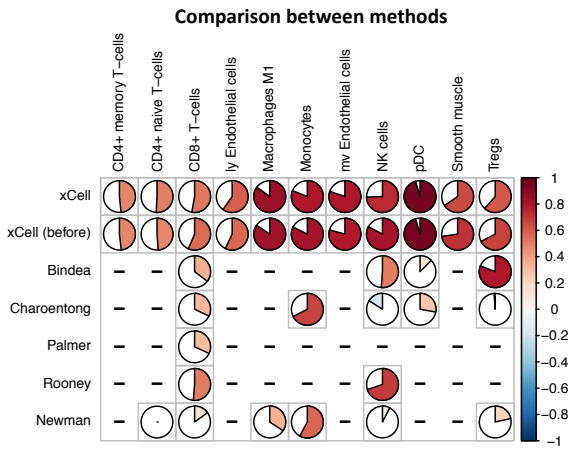 Comparison between methods
CD4+ memory T-cells
CD4+ naive T-cells
CD8+ T-cells
ly Endothelial cells
Macrophages M1
Monocytes
mv Endothelial cells
NK cells
pDC
Smooth muscle
Tregs
xCell
xCell (before)
Bindea
– – – – – – –
Charoentong
– – – – – –
Palmer
– – – – – – – – – –
Rooney
– – – – – – – – –
Newman
– – – – –
1
0.8
0.6
0.4
0.2
0
−0.2
−0.4
−0.6
−0.8
−1